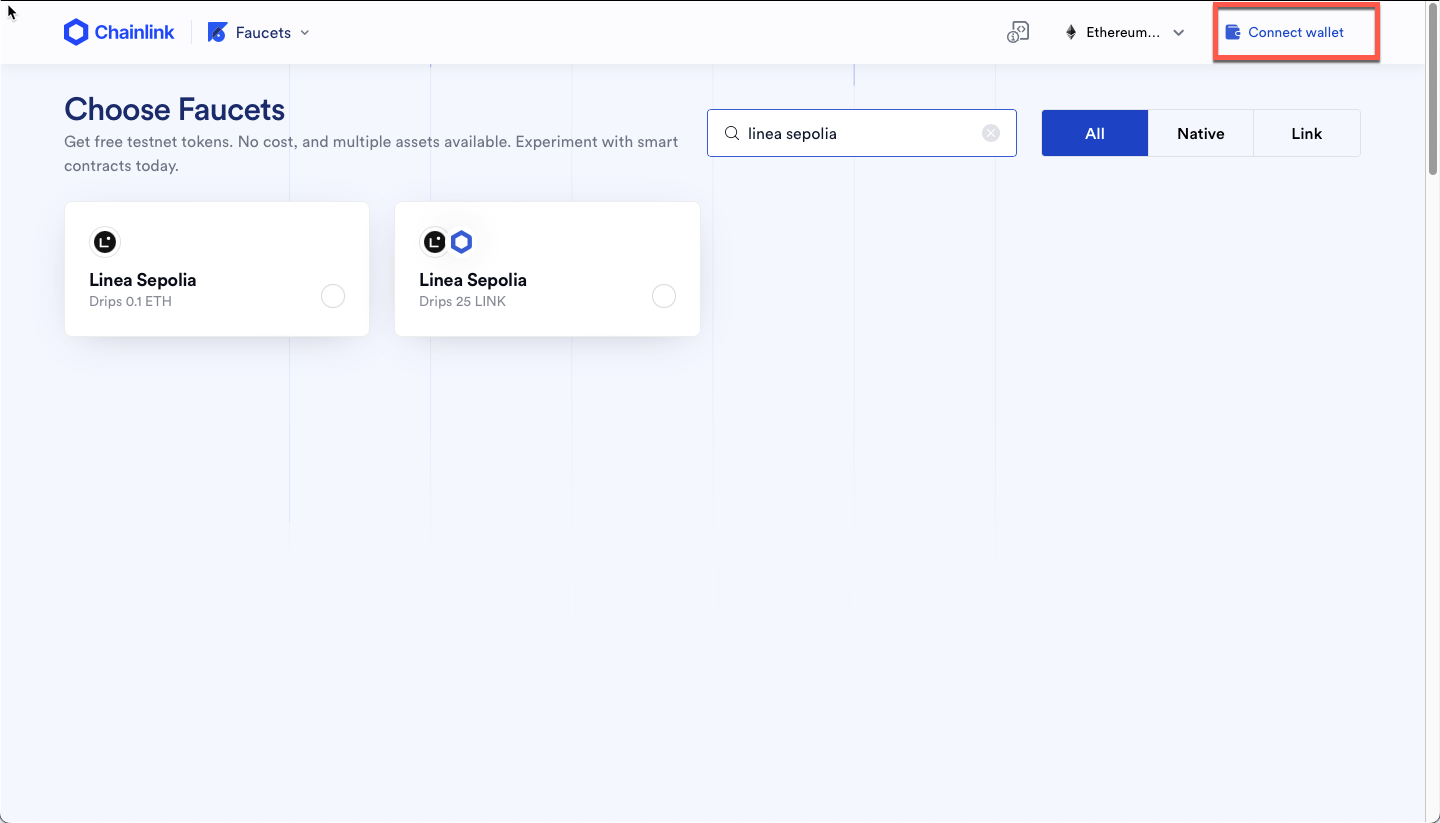 Chainlink
Faucets
Ethereum...
Connect wallet
Choose Faucets
Get free testnet tokens. No cost, and multiple assets available. Experiment with smart
contracts today.
linea sepolia
All
Native
Link
Linea Sepolia
Drips 0.1 ETH
Linea Sepolia
Drips 25 LINK